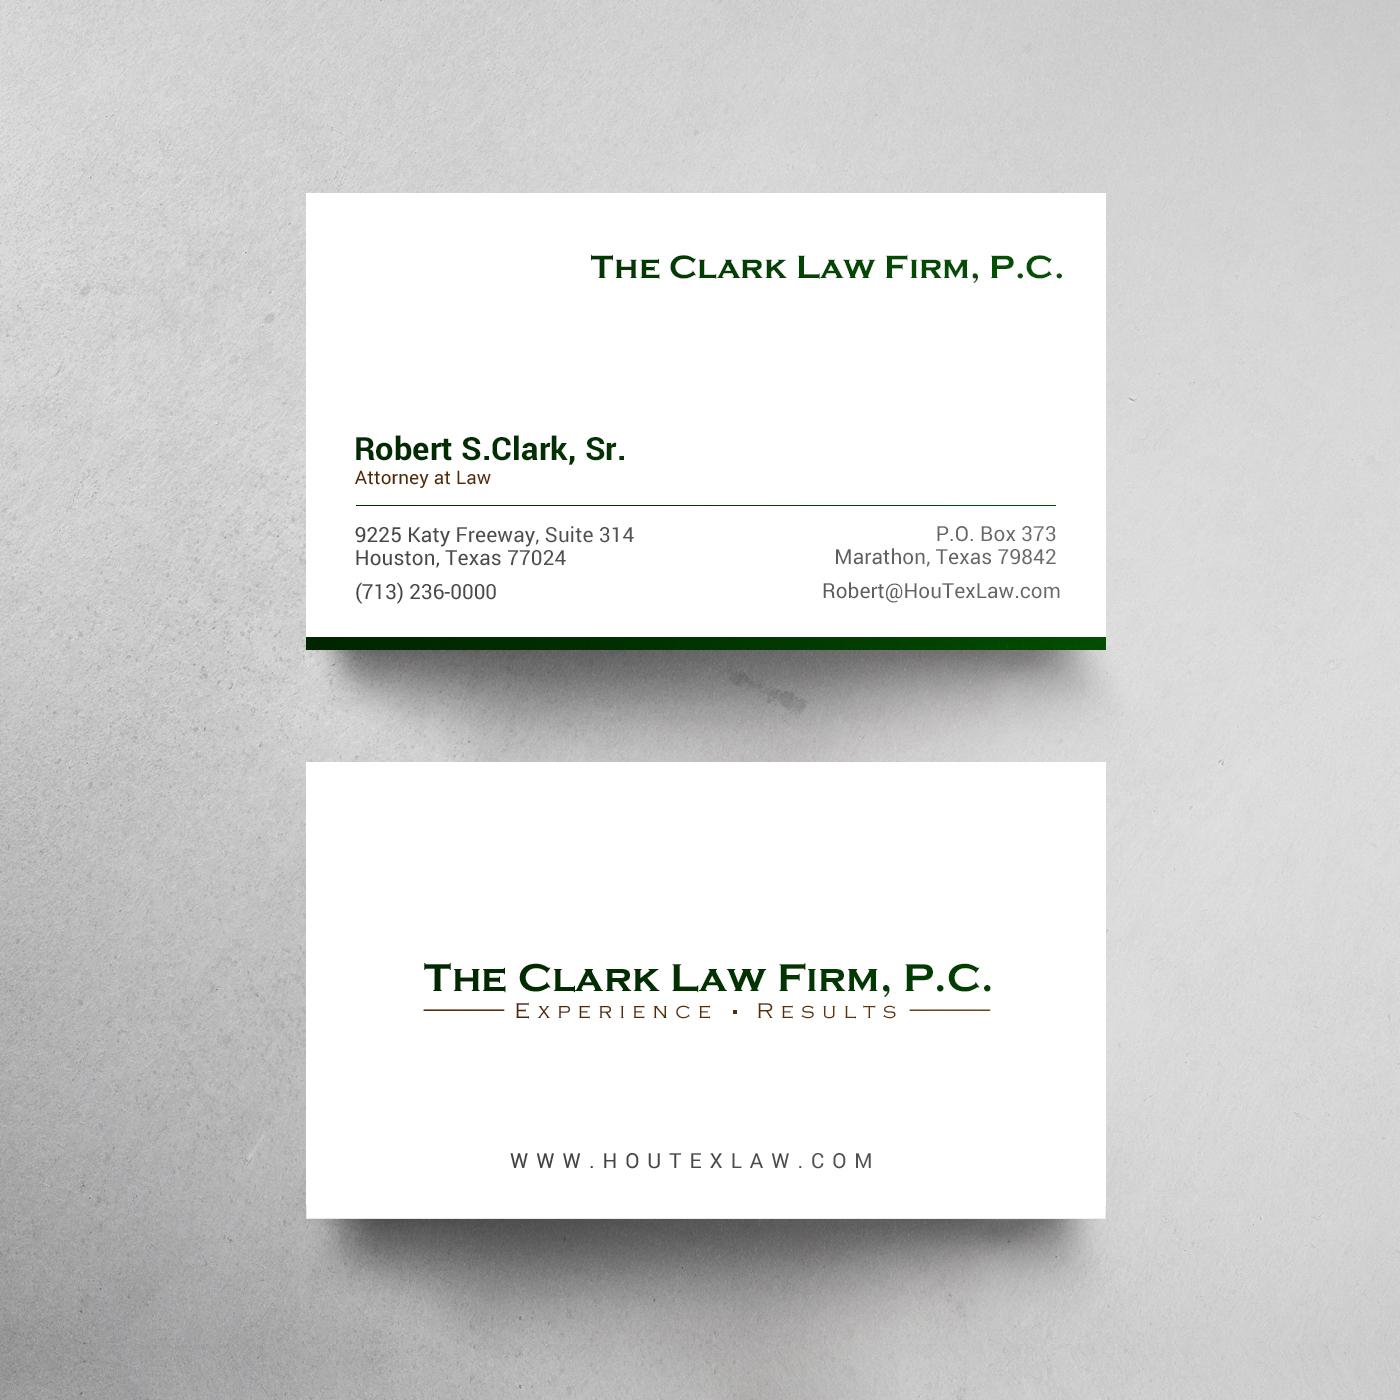 THE CLARK LAW FIRM, P.C.
Robert S.Clark, Sr.
Attorney at Law
9225 Katy Freeway, Suite 314
Houston, Texas 77024
(713) 236-0000
P.O. Box 373
Marathon, Texas 79842
Robert@HouTexLaw.com
THE CLARK LAW FIRM, P.C.
EXPERIENCE ▪ RESULTS
WWW.HOUTEXLAW.COM